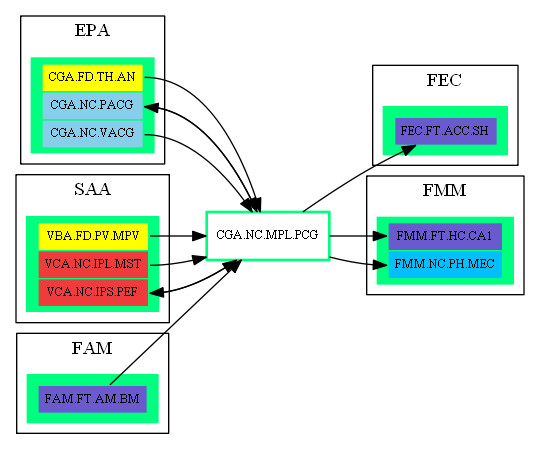 EPA
CGA.FD.TH.AN
CGA.NC.PACG
CGA.NC.VACG
SAA
VBA.FD.PV.MPV
VCA.NC.IPL.MST
VCA.NC.IPS.PEF
FAM
FAM.FT.AM.BM
CGA.NC.MPL.PCG
FEC
FEC.FT.ACC.SH
FMM
FMM.FT.HC.CA1
FMM.NC.PH.MEC